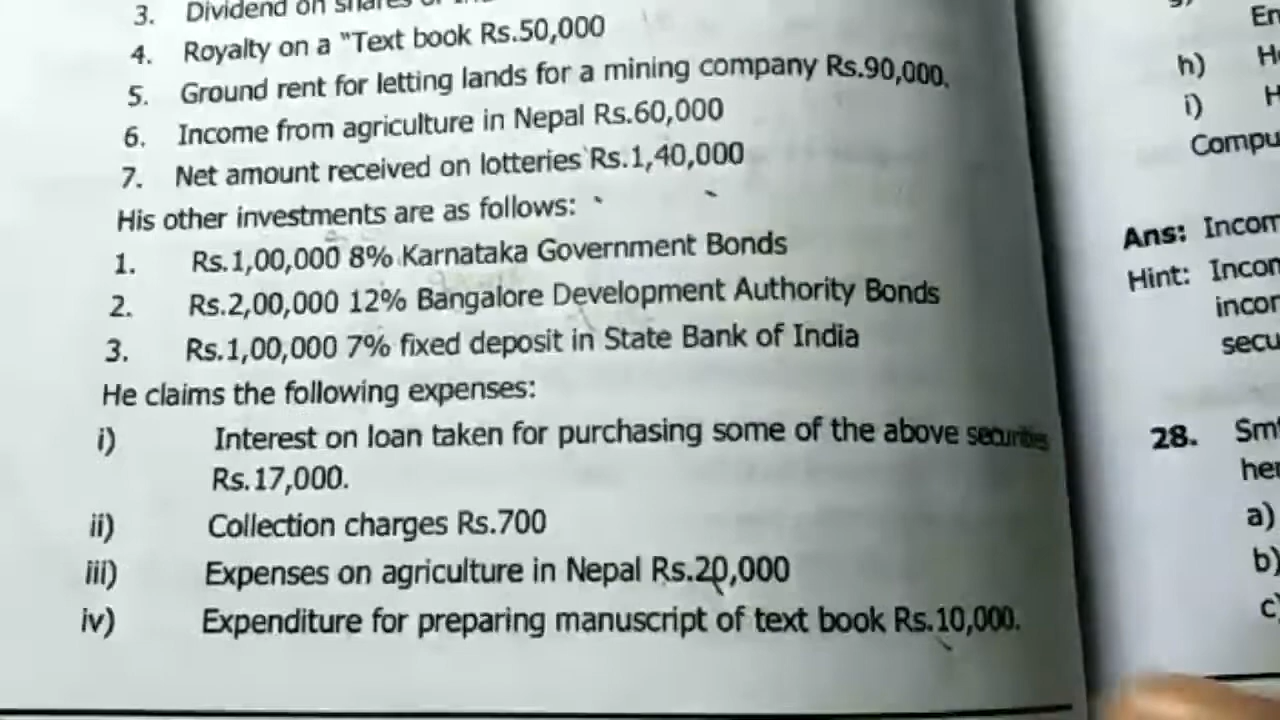 3. Dividend on shares of
4. Royalty on a "Text book Rs.50,000
5. Ground rent for letting lands for a mining company Rs.90,000.
6. Income from agriculture in Nepal Rs.60,000
7. Net amount received on lotteries Rs.1,40,000
His other investments are as follows:
1. Rs.1,00,000 8% Karnataka Government Bonds
2. Rs.2,00,000 12% Bangalore Development Authority Bonds
3. Rs.1,00,000 7% fixed deposit in State Bank of India
He claims the following expenses:
i) Interest on loan taken for purchasing some of the above securities
Rs.17,000.
ii) Collection charges Rs.700
iii) Expenses on agriculture in Nepal Rs.20,000
iv) Expenditure for preparing manuscript of text book Rs.10,000.
h)
i)
Compu
Ans: Incom
Hint: Incon
incor
secu
28. Smt
her
a)
b)
c)